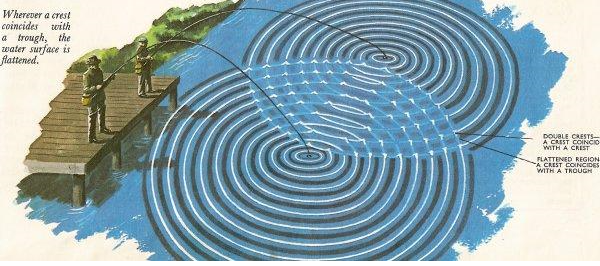 Wherever a crest
coincides with
a trough, the
water surface is
flattened.
DOUBLE CRESTS—
A CREST COINCID
WITH A CREST
FLATTENED REGION
A CREST COINCIDES
WITH A TROUGH